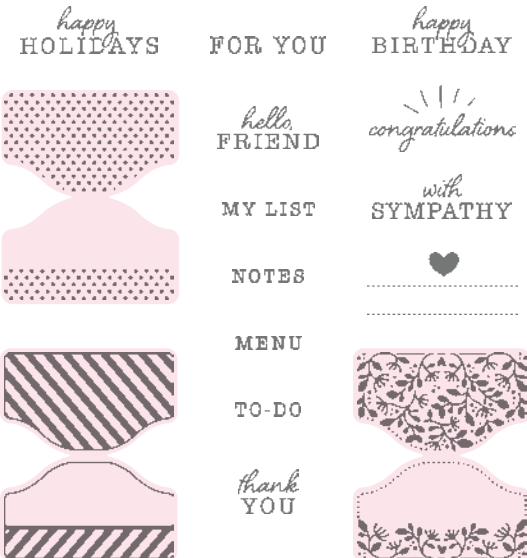 happy
HOLIDAYS
FOR YOU
happy
BIRTHDAY
hello,
FRIEND
congratulations
MY LIST
with
SYMPATHY
NOTES
MENU
TO-DO
thank
YOU